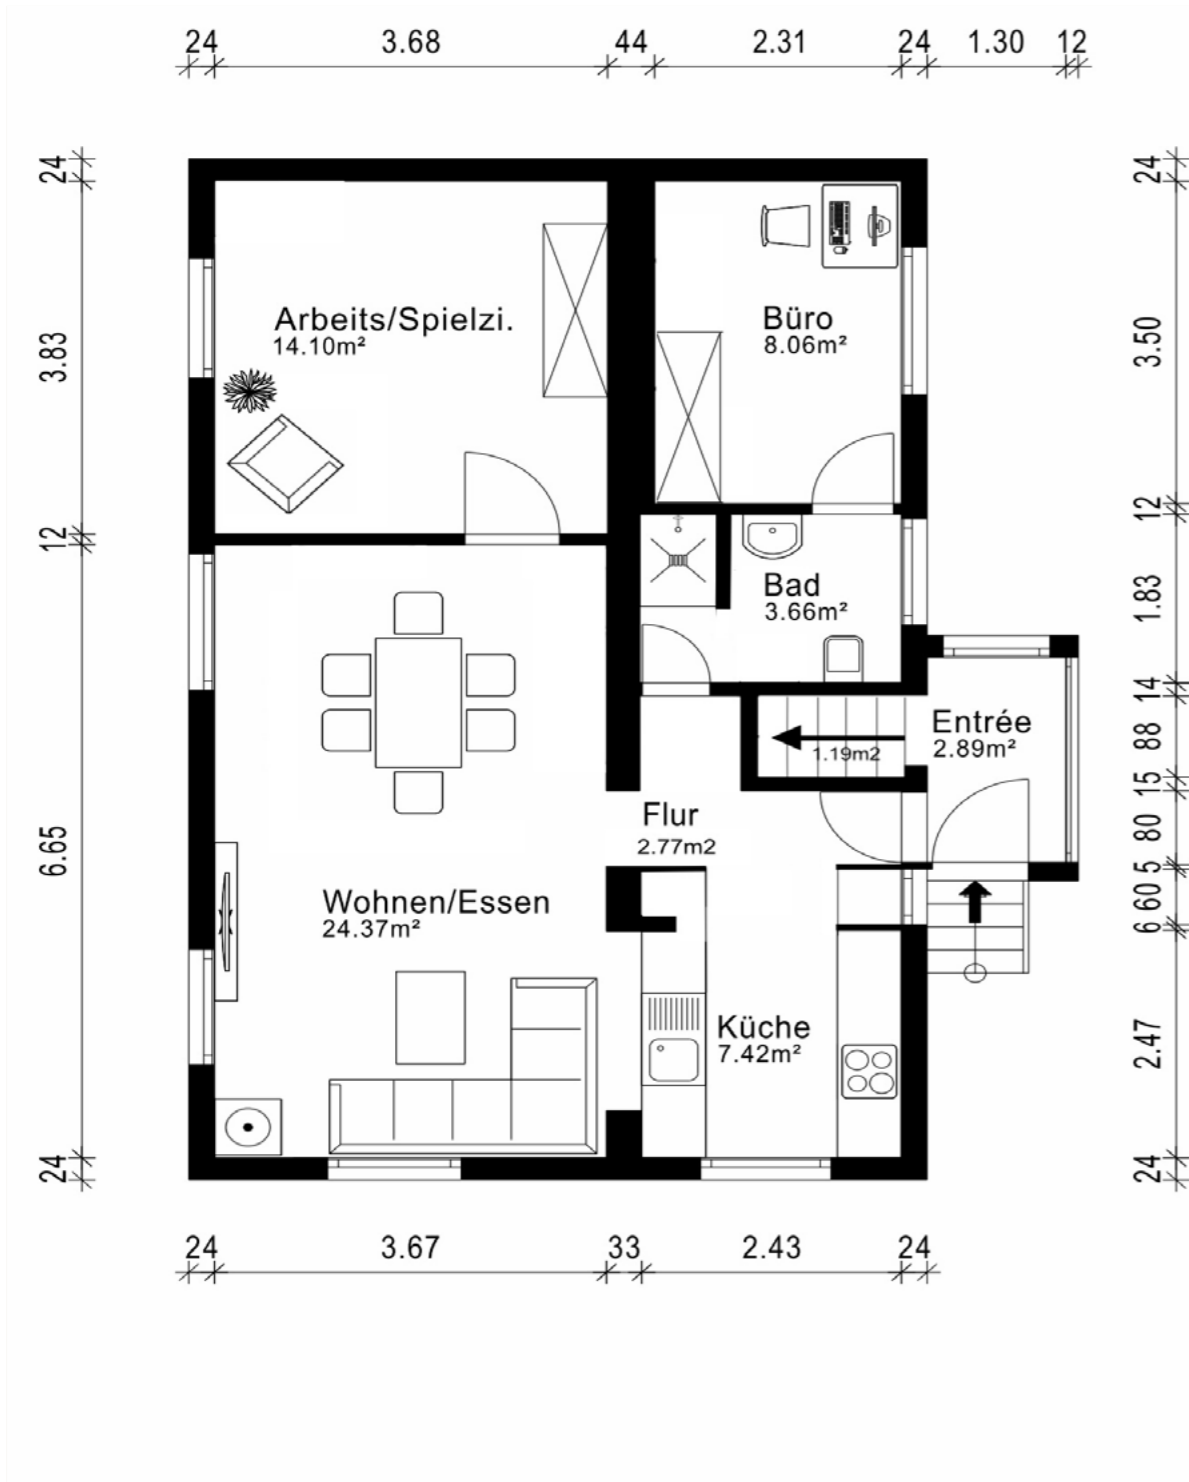 24 3.68 44 2.31 24 1.30 12
24
24
3.83
3.50
Arbeits/Spielzi.
14.10m²
Büro
8.06m²
12
12
1.83
Bad
3.66m²
14
88
Entrée
2.89m²
1.19m2
15
80
Flur
2.77m2
6.65
5
60
6
Wohnen/Essen
24.37m²
Küche
7.42m²
2.47
24
24
24 3.67 33 2.43 24